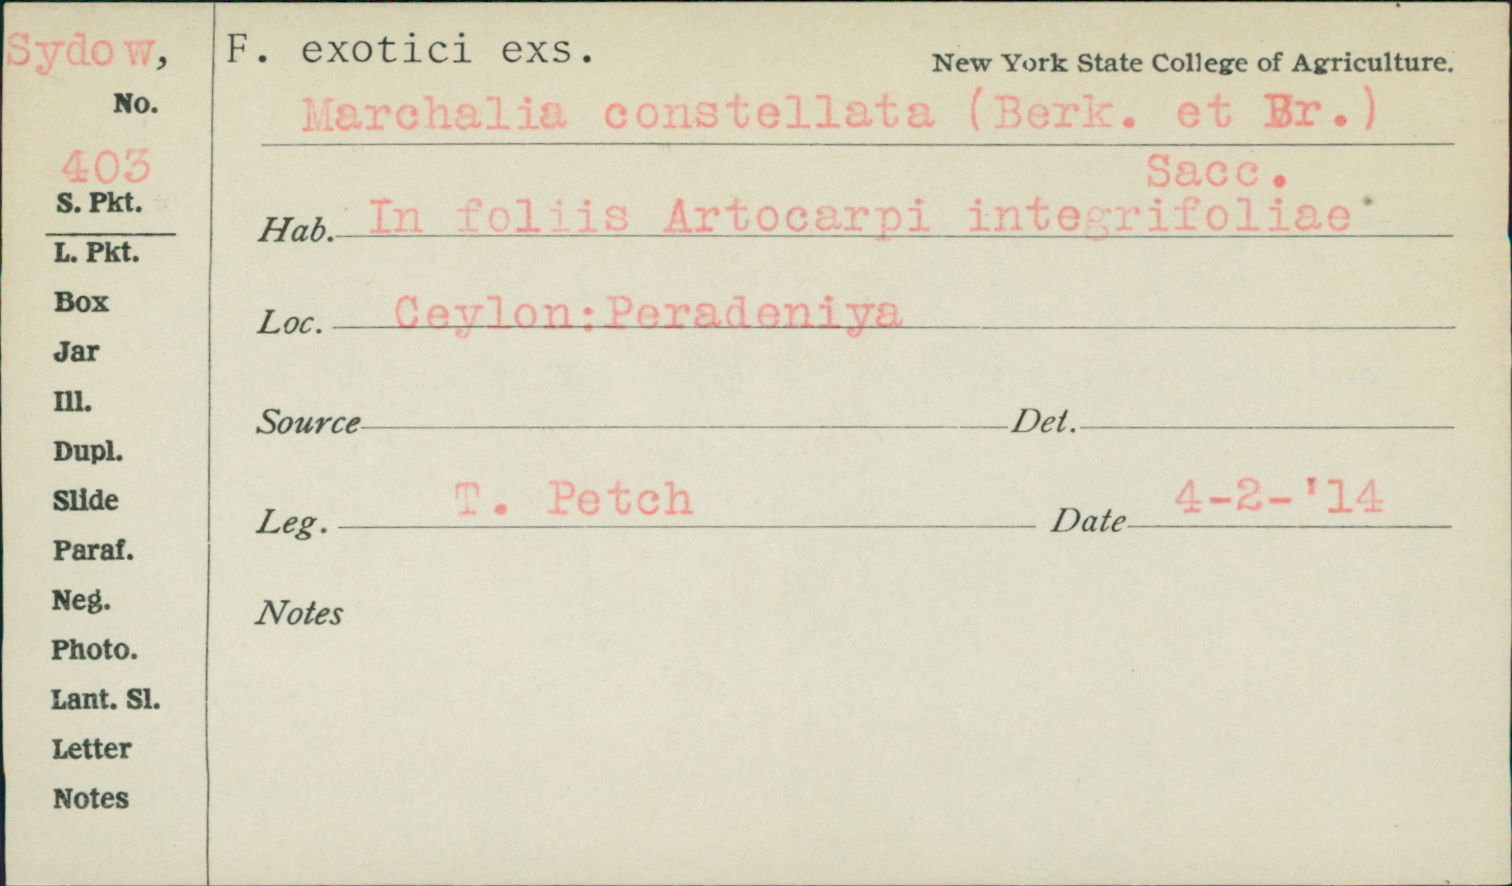 Sydow, F. exotici exs.
New York State College of Agriculture.
No.
403
Marchalia constellata (Berk. et Br.)
Sacc.
S. Pkt.
L. Pkt.
Box
Jar
Ill.
Dupl.
Slide
Paraf.
Neg.
Photo.
Lant. Sl.
Letter
Notes
Hab. In foliis Artocarpi integrifoliae
Loc. Ceylon:Peradeniya
Source Det.
Leg. T. Petch Date 4-2-'14
Notes